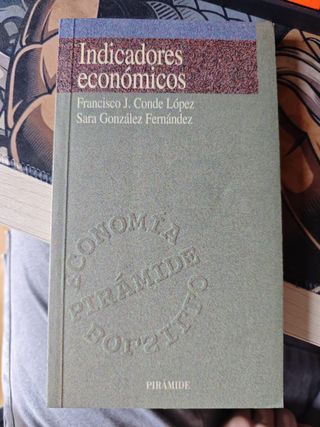 Indicadores
económicos
Francisco J. Conde López
Sara González Fernández
ECONOMÍA
PIRÁMIDE
BOLSILLO
PIRÁMIDE